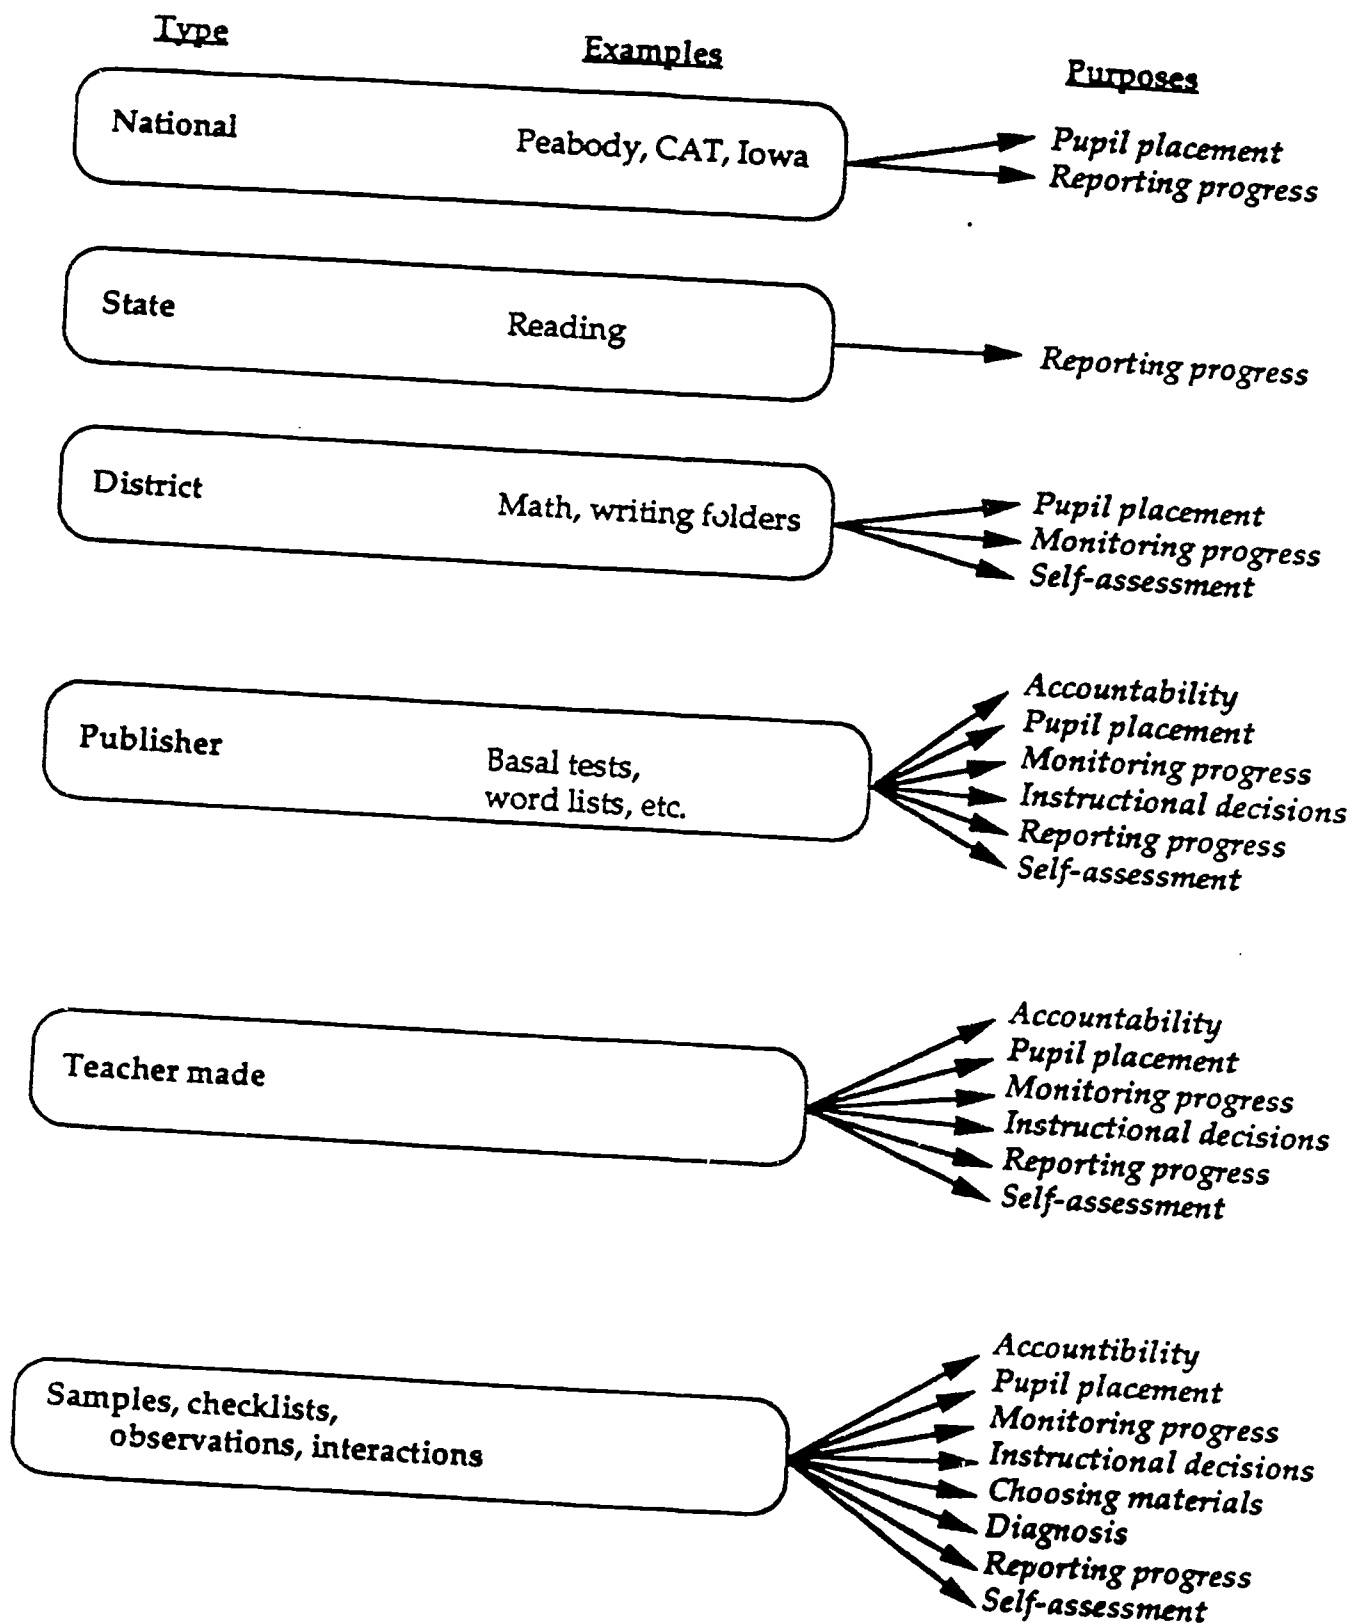 Type Examples Purposes
National Peabody, CAT, Iowa
Pupil placement
Reporting progress
State Reading
Reporting progress
District Math, writing folders
Pupil placement
Monitoring progress
Self-assessment
Publisher Basal tests,
word lists, etc.
Accountability
Pupil placement
Monitoring progress
Instructional decisions
Reporting progress
Self-assessment
Teacher made
Accountability
Pupil placement
Monitoring progress
Instructional decisions
Reporting progress
Self-assessment
Samples, checklists,
observations, interactions
Accountibility
Pupil placement
Monitoring progress
Instructional decisions
Choosing materials
Diagnosis
Reporting progress
Self-assessment